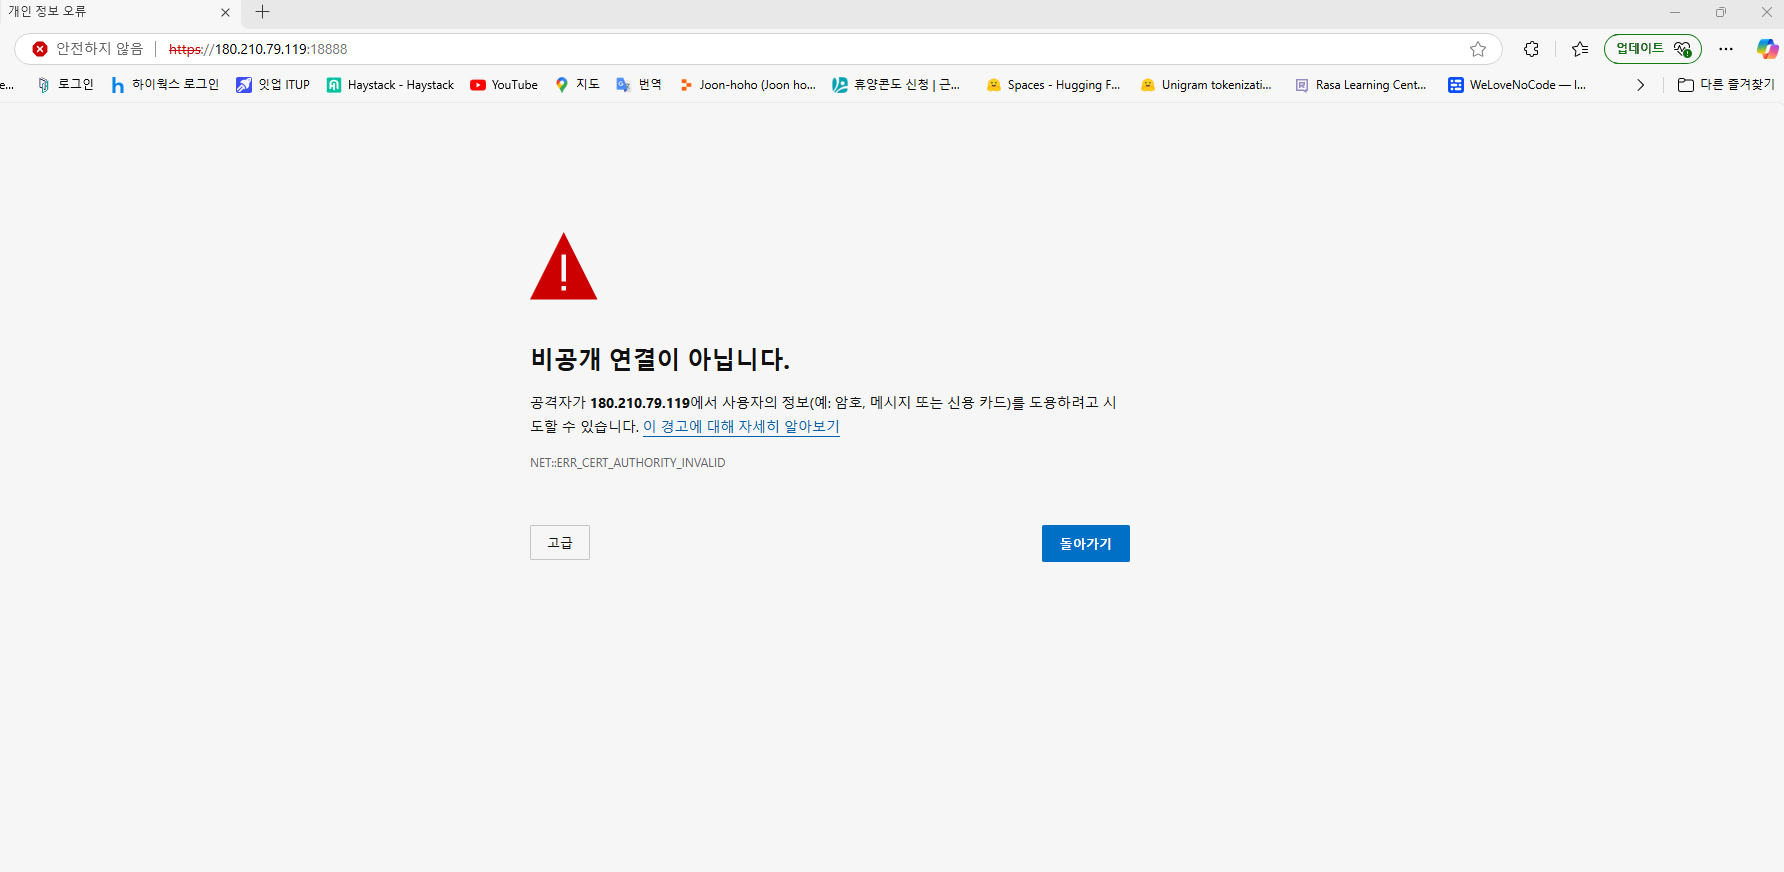 개인 정보 오류
안전하지 않음 https://180.210.79.119:18888 업데이트
e... 로그인 하이웍스 로그인 잇업 ITUP Haystack - Haystack YouTube 지도 번역 Joon-hoho (Joon ho... 휴양콘도 신청 | 근... Spaces - Hugging F... Unigram tokenizati... Rasa Learning Cent... WeLoveNoCode — I... 다른 즐겨찾기
비공개 연결이 아닙니다.
공격자가 180.210.79.119에서 사용자의 정보(예: 암호, 메시지 또는 신용 카드)를 도용하려고 시
도할 수 있습니다. 이 경고에 대해 자세히 알아보기
NET::ERR_CERT_AUTHORITY_INVALID
고급 돌아가기